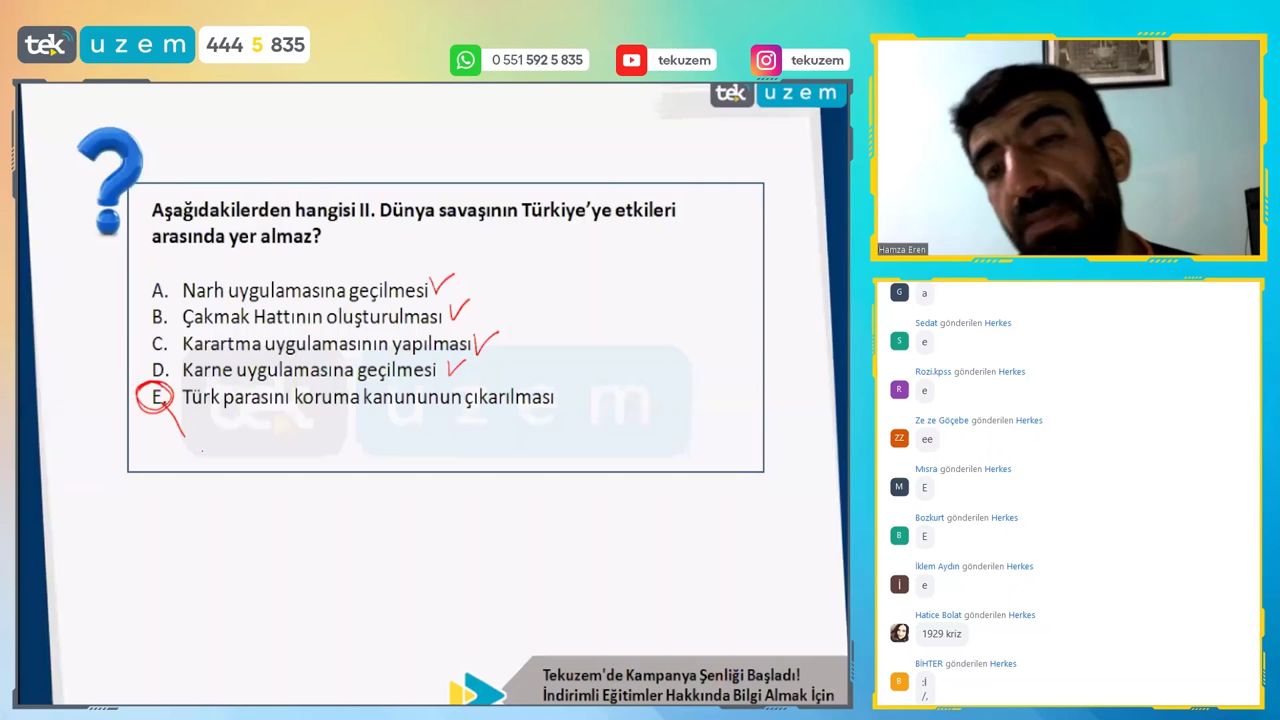 tek uzem 444 5 835
0 551 592 5 835
tekuzem
tekuzem
tek uzem
Aşağıdakilerden hangisi II. Dünya savaşının Türkiye’ye etkileri
arasında yer almaz?
A. Narh uygulamasına geçilmesi
B. Çakmak Hattının oluşturulması
C. Karartma uygulamasının yapılması
D. Karne uygulamasına geçilmesi
E. Türk parasını koruma kanununun çıkarılması
uzem
Tekuzem'de Kampanya Şenliği Başladı!
İndirimli Eğitimler Hakkında Bilgi Almak İçin
Hamza Eren
G a
Sedat gönderilen Herkes
S e
Rozi.kpss gönderilen Herkes
R e
Ze ze Göçebe gönderilen Herkes
ZZ ee
Mısra gönderilen Herkes
M E
Bozkurt gönderilen Herkes
B E
İklem Aydın gönderilen Herkes
İ e
Hatice Bolat gönderilen Herkes
1929 kriz
BİHTER gönderilen Herkes
B